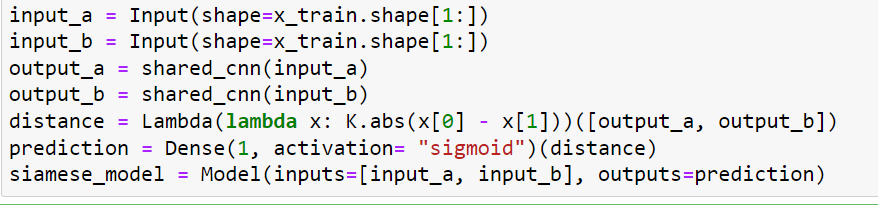 input_a = Input(shape=x_train.shape[1:])
input_b = Input(shape=x_train.shape[1:])
output_a = shared_cnn(input_a)
output_b = shared_cnn(input_b)
distance = Lambda(lambda x: K.abs(x[0] - x[1]))([output_a, output_b])
prediction = Dense(1, activation= "sigmoid")(distance)
siamese_model = Model(inputs=[input_a, input_b], outputs=prediction)